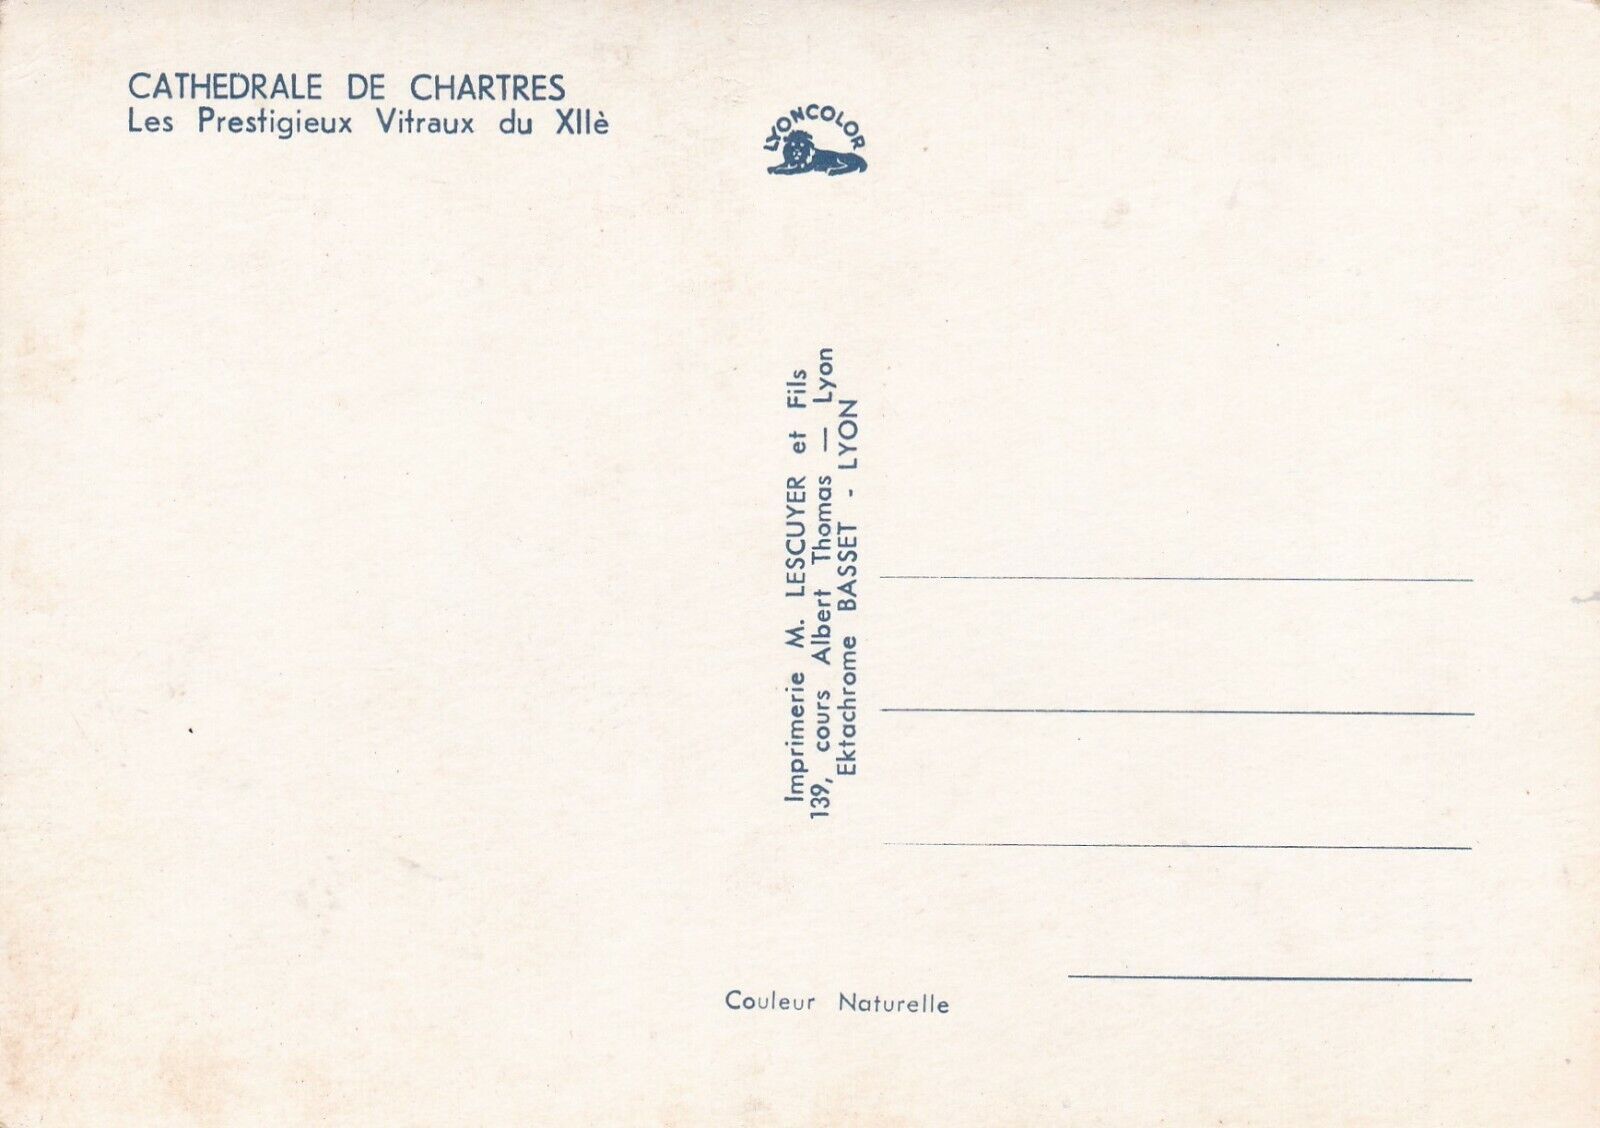 CATHEDRALE DE CHARTRES
Les Prestigieux Vitraux du XIIè
LYONCOLOR
Imprimerie M. LESCUYER et Fils
139, cours Albert Thomas — Lyon
Ektachrome BASSET - LYON
Couleur Naturelle